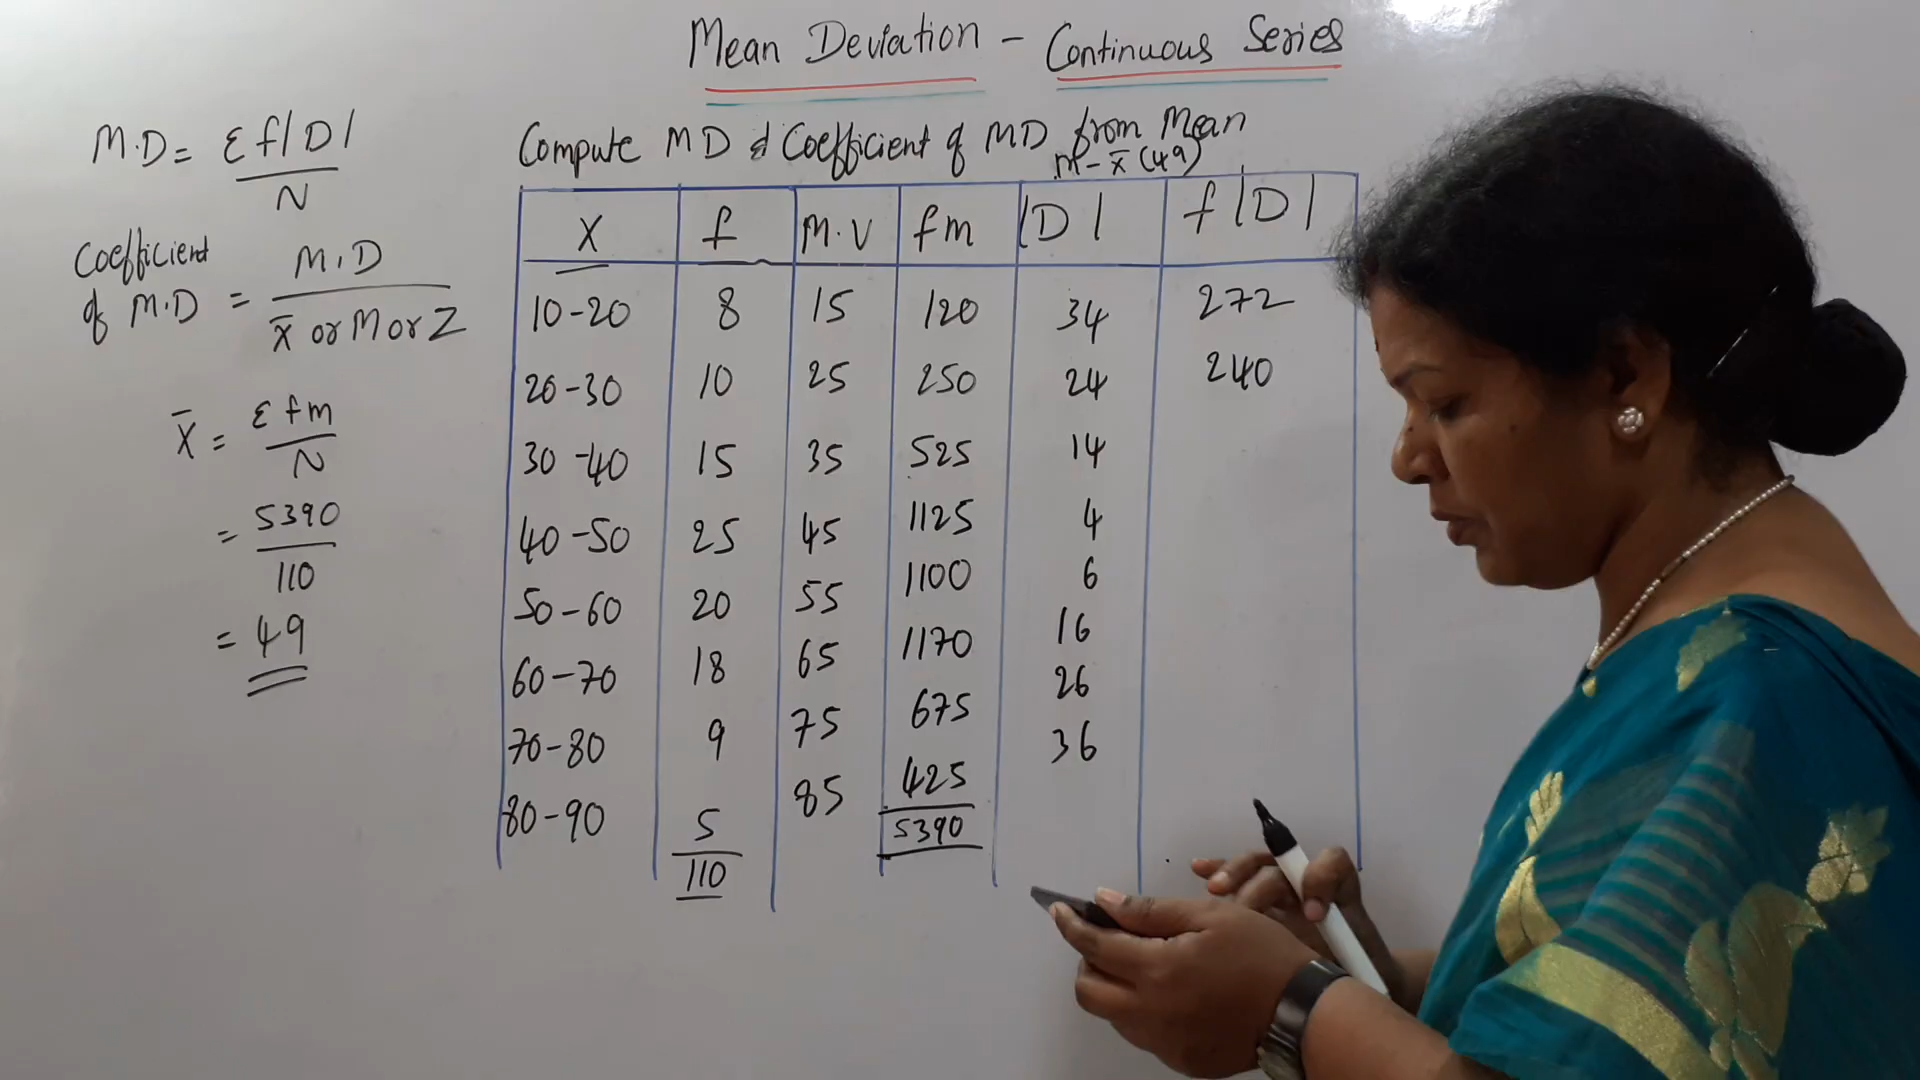 Mean Deviation - Continuous Series
M.D = Σf|D|
N
Coefficient of M.D = M.D
x̄ or M or Z
X̄ = Σfm
N
= 5390
110
= 49
Compute MD & Coefficient of MD from Mean
m - x̄ (49)
X f M.V fm |D| f|D|
10-20 8 15 120 34 272
20-30 10 25 250 24 240
30-40 15 35 525 14
40-50 25 45 1125 4
50-60 20 55 1100 6
60-70 18 65 1170 16
70-80 9 75 675 26
80-90 5 85 425 36
110 5390